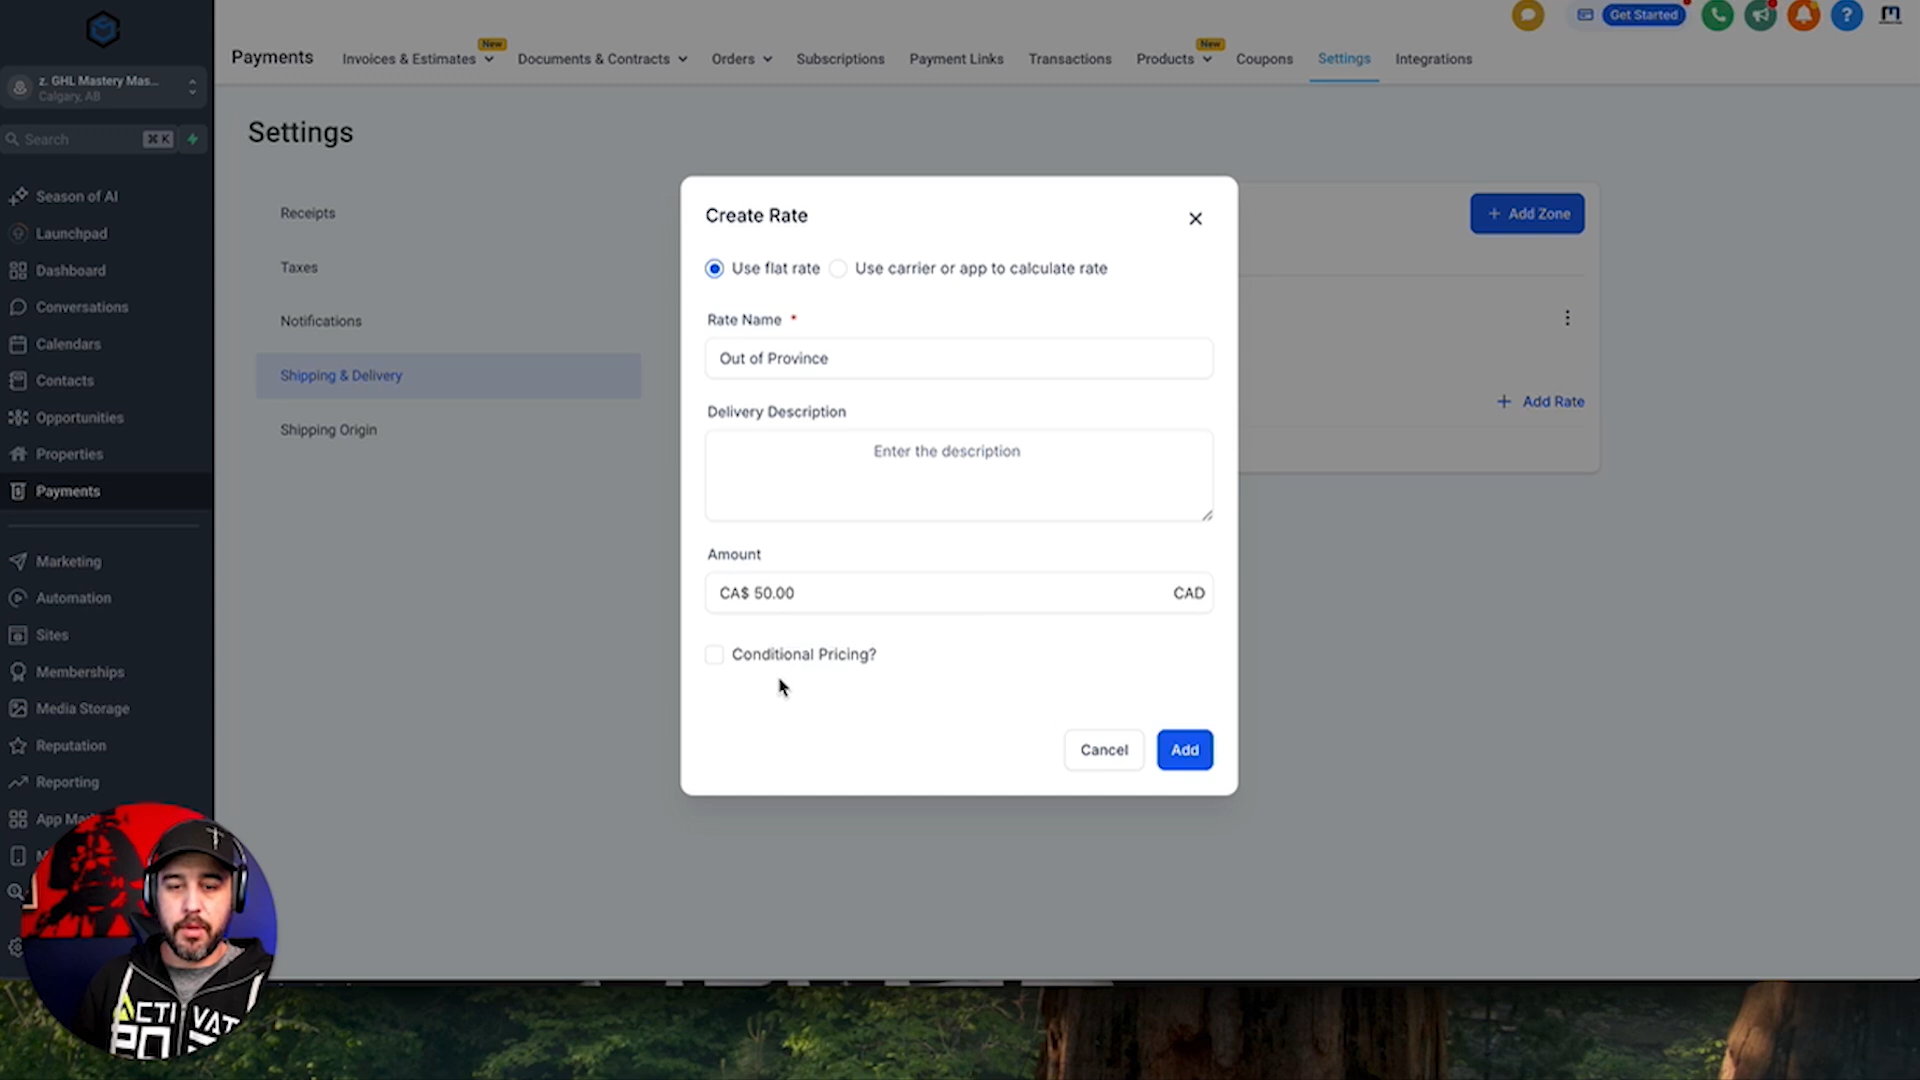 z. GHL Mastery Mas...
Calgary, AB
Search
⌘ K
Season of AI
Launchpad
Dashboard
Conversations
Calendars
Contacts
Opportunities
Properties
Payments
Marketing
Automation
Sites
Memberships
Media Storage
Reputation
Reporting
App Mar
M
Payments
Invoices & Estimates
New
Documents & Contracts
Orders
Subscriptions
Payment Links
Transactions
Products
New
Coupons
Settings
Integrations
Get Started
?
Settings
Receipts
Taxes
Notifications
Shipping & Delivery
Shipping Origin
+ Add Zone
+ Add Rate
Create Rate
Use flat rate
Use carrier or app to calculate rate
Rate Name *
Out of Province
Delivery Description
Enter the description
Amount
CA$ 50.00
CAD
Conditional Pricing?
Cancel
Add
ACTIVAT